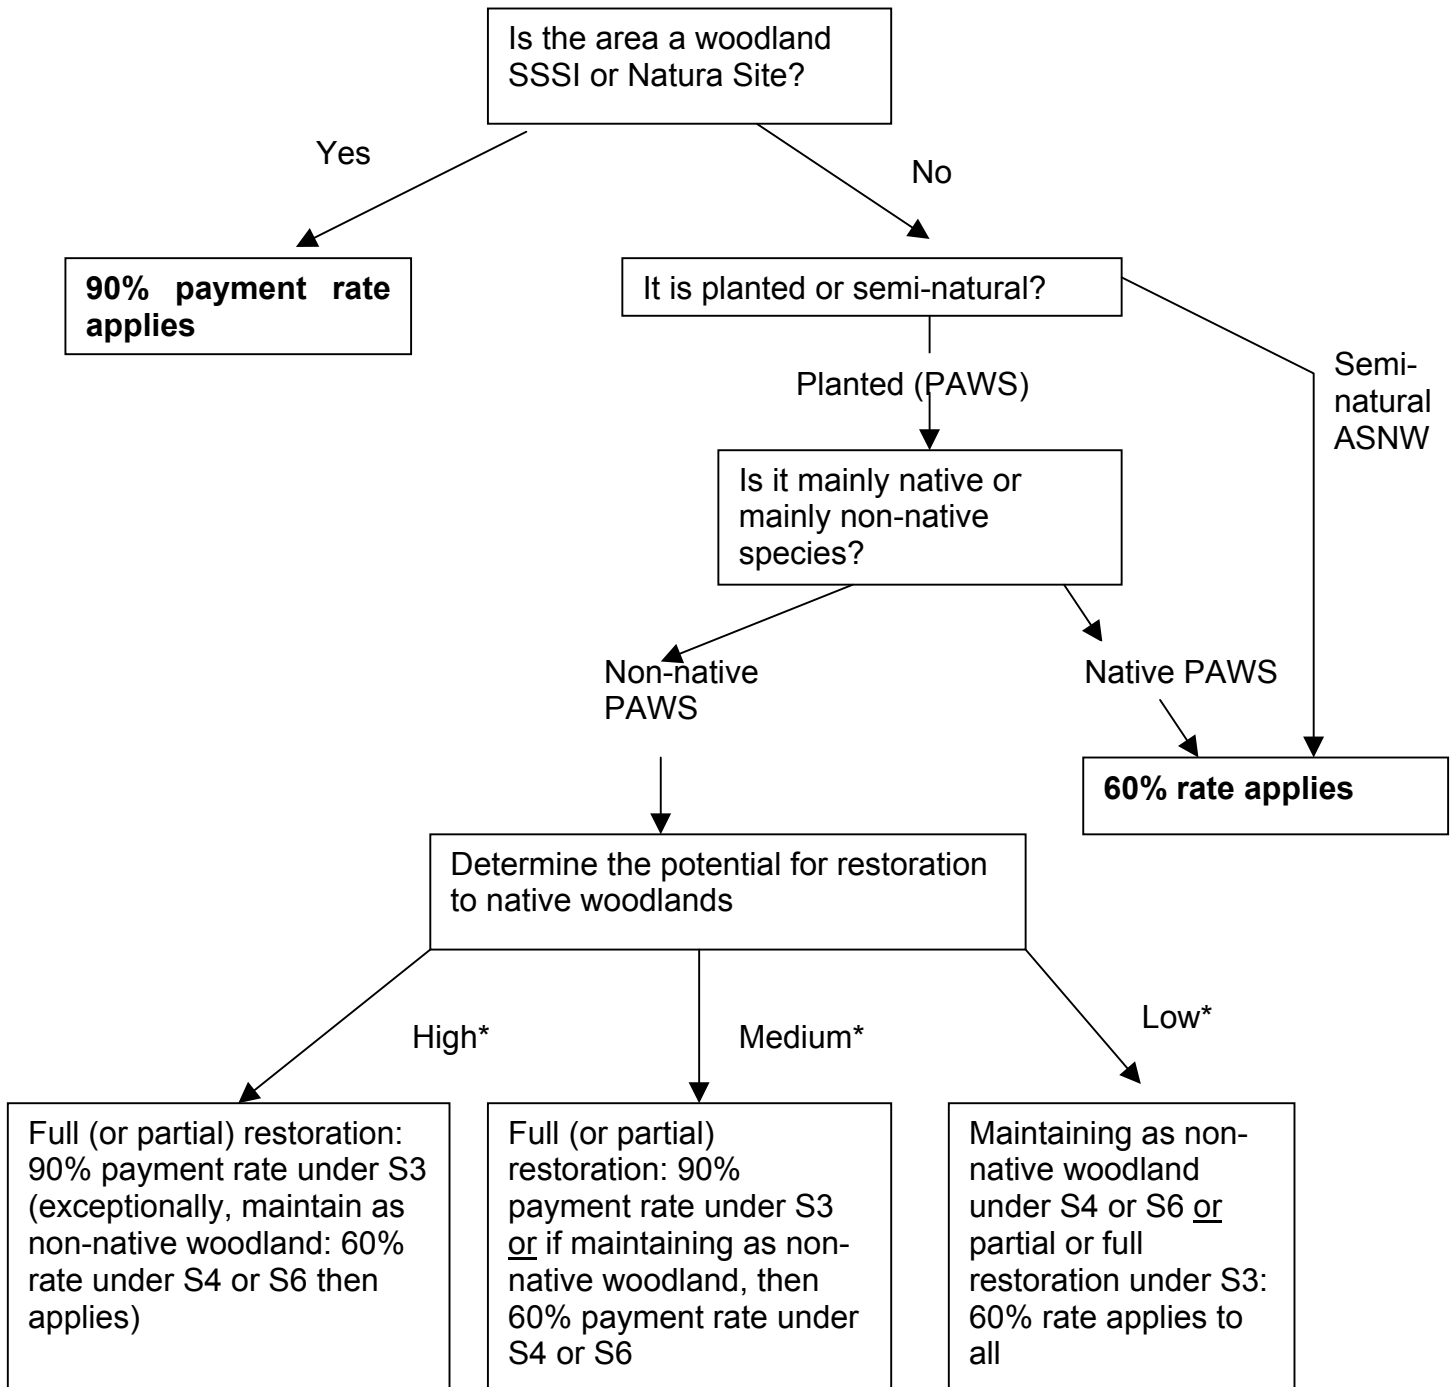 Is the area a woodland
SSSI or Natura Site?
Yes
No
90% payment rate
applies
It is planted or semi-natural?
Planted (PAWS)
Semi-
natural
ASNW
Is it mainly native or
mainly non-native
species?
Non-native
PAWS
Native PAWS
60% rate applies
Determine the potential for restoration
to native woodlands
High*
Medium*
Low*
Full (or partial) restoration:
90% payment rate under S3
(exceptionally, maintain as
non-native woodland: 60%
rate under S4 or S6 then
applies)
Full (or partial)
restoration: 90%
payment rate under S3
or if maintaining as non-
native woodland, then
60% payment rate under
S4 or S6
Maintaining as non-
native woodland
under S4 or S6 or
partial or full
restoration under S3:
60% rate applies to
all